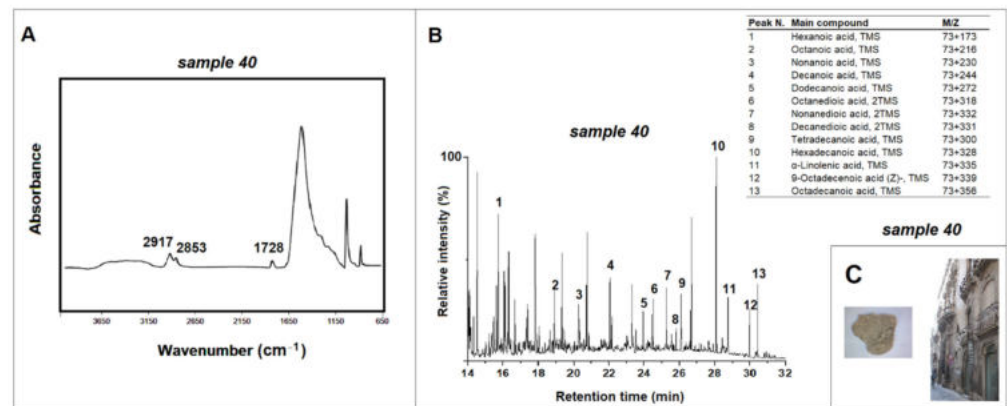 A
sample 40
Absorbance
2917
2853
1728
3650 3150 2650 2150 1650 1150 650
Wavenumber (cm⁻¹)
B
sample 40
Relative intensity (%)
100
1
2
3
4
5
6
7
8
9
10
11
12
13
14 16 18 20 22 24 26 28 30 32
Retention time (min)
Peak N. Main compound M/Z
1 Hexanoic acid, TMS 73+173
2 Octanoic acid, TMS 73+216
3 Nonanoic acid, TMS 73+230
4 Decanoic acid, TMS 73+244
5 Dodecanoic acid, TMS 73+272
6 Octanedioic acid, 2TMS 73+318
7 Nonanedioic acid, 2TMS 73+332
8 Decanedioic acid, 2TMS 73+331
9 Tetradecanoic acid, TMS 73+300
10 Hexadecanoic acid, TMS 73+328
11 α-Linolenic acid, TMS 73+335
12 9-Octadecenoic acid (Z)-, TMS 73+339
13 Octadecanoic acid, TMS 73+356
sample 40
C